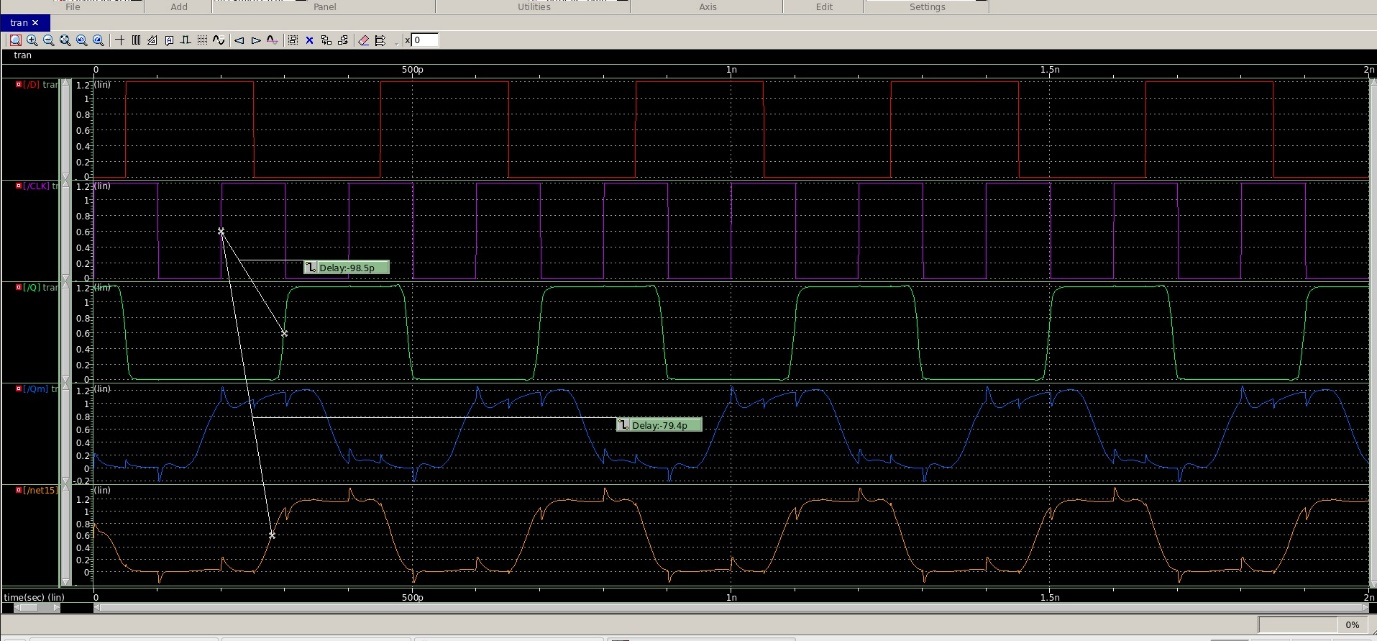 File Add Panel Utilities Axis Edit Settings
tran ✕
x 0
tran
0 500p 1n 1.5n 2n
[/D] tran 1.2 (lin)
1
0.8
0.6
0.4
0.2
0
[/CLK] tr 1.2 (lin)
1
0.8
0.6
0.4
0.2
0
Delay:-98.5p
[/Q] tran (lin)
1.2
1
0.8
0.6
0.4
0.2
0
[/Qm] tr 1.2 (lin)
1
0.8
0.6
0.4
0.2
0
-0.2
Delay:-79.4p
[/net15] (lin)
1.2
1
0.8
0.6
0.4
0.2
0
time(sec) (lin) 0 500p 1n 1.5n 2n
0%